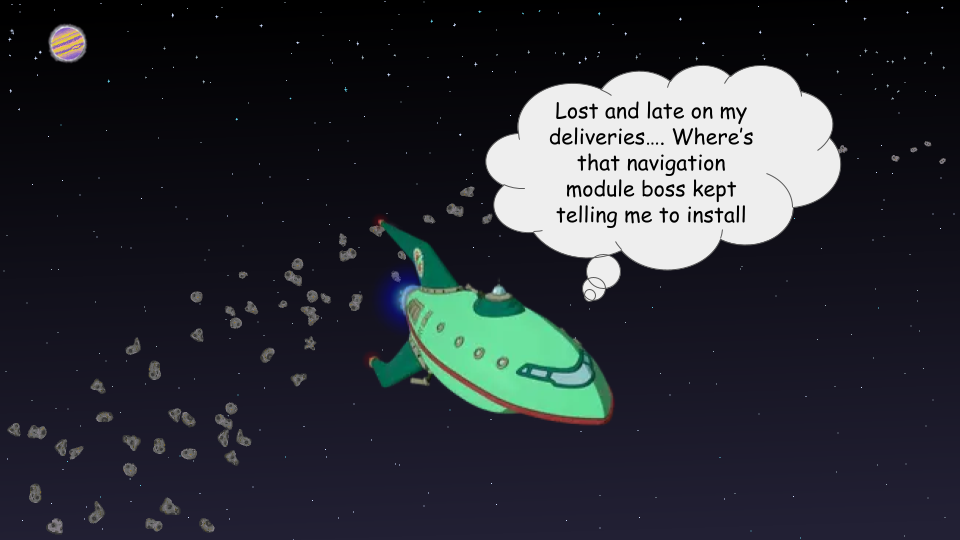 Lost and late on my
deliveries.... Where's
that navigation
module boss kept
telling me to install